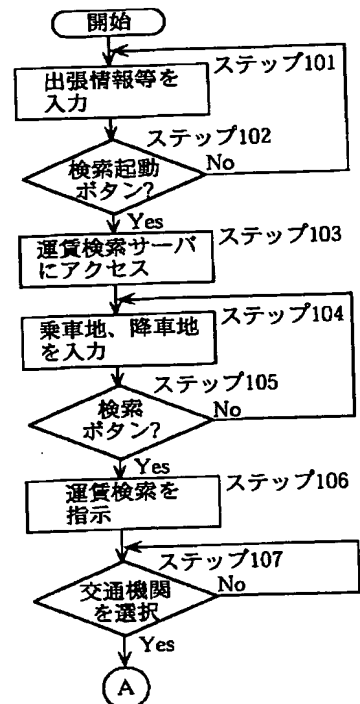 開始
ステップ101
出張情報等を
入力
ステップ102
検索起動
ボタン?
No
Yes
ステップ103
運賃検索サーバ
にアクセス
ステップ104
乗車地、降車地
を入力
ステップ105
検索
ボタン?
No
Yes
ステップ106
運賃検索を
指示
ステップ107
交通機関
を選択
No
Yes
A